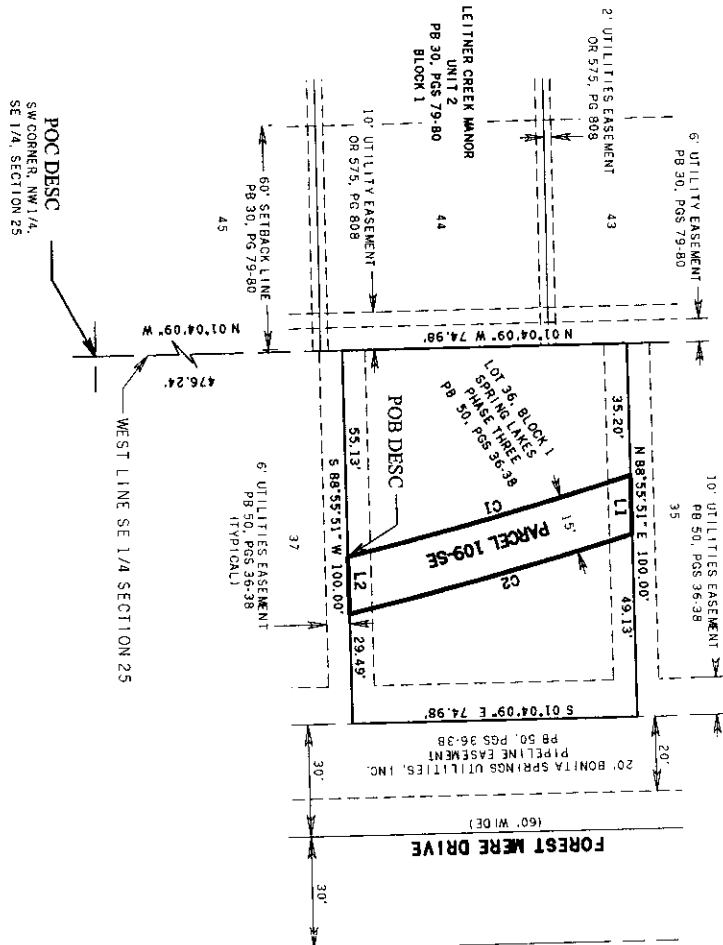 2' UTILITIES EASEMENT
OR 575, PG 808
6' UTILITY EASEMENT
PB 30, PGS 79-80
LEITNER CREEK MANOR
UNIT 2
PB 30, PGS 79-80
BLOCK 1
43
44
45
10' UTILITY EASEMENT
OR 575, PG 808
60' SETBACK LINE
PB 30, PG 79-80
POC DESC
SW CORNER, NW 1/4,
SE 1/4, SECTION 25
N 01°04'09" W
476.24'
WEST LINE SE 1/4 SECTION 25
N 01°04'09" W 74.98'
LOT 36, BLOCK 1
SPRING LAKES
PHASE THREE
PB 50, PGS 36-38
35.20'
N 88°55'51" E 100.00'
L1
49.13'
35
10' UTILITIES EASEMENT
PB 50, PGS 36-38
C1
15'
PARCEL 109-SE
C2
POB DESC
55.13'
S 88°55'51" W 100.00'
L2
29.49'
37
6' UTILITIES EASEMENT
PB 50, PGS 36-38
(TYPICAL)
S 01°04'09" E 74.98'
20' BONITA SPRINGS UTILITIES, INC.
PIPELINE EASEMENT
PB 50, PGS 36-38
20'
30'
(60' WIDE)
FOREST MERE DRIVE
30'